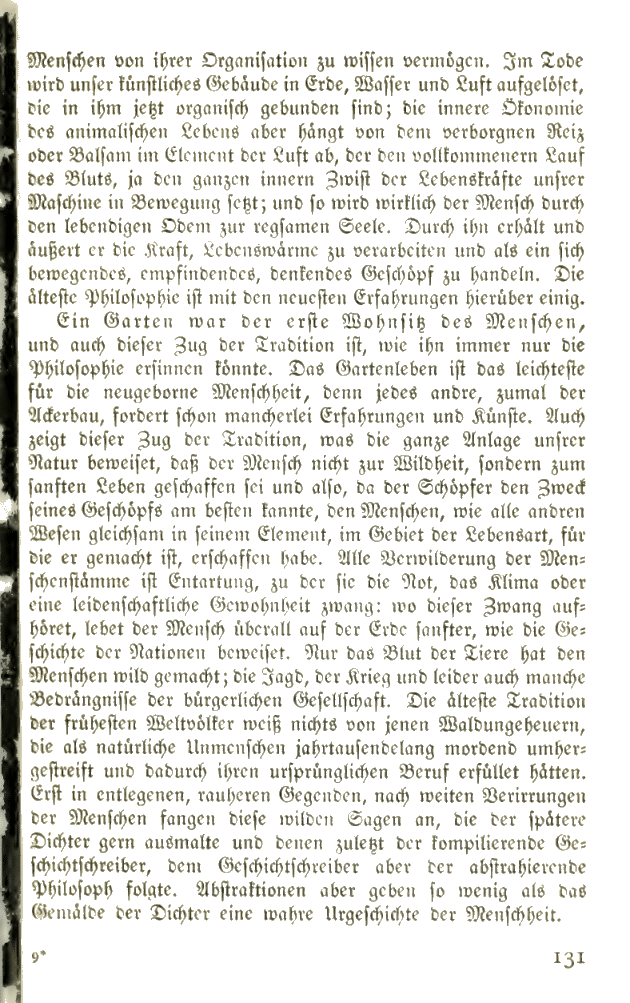 Menschen von ihrer Organisation zu wissen vermögen. Im Tode
wird unser künstliches Gebäude in Erde, Wasser und Luft aufgelöset,
die in ihm jetzt organisch gebunden sind; die innere Ökonomie
des animalischen Lebens aber hängt von dem verborgnen Reiz
oder Balsam im Element der Luft ab, der den vollkommenern Lauf
des Bluts, ja den ganzen innern Zwist der Lebenskräfte unsrer
Maschine in Bewegung setzt; und so wird wirklich der Mensch durch
den lebendigen Odem zur regsamen Seele. Durch ihn erhält und
äußert er die Kraft, Lebenswärme zu verarbeiten und als ein sich
bewegendes, empfindendes, denkendes Geschöpf zu handeln. Die
älteste Philosophie ist mit den neuesten Erfahrungen hierüber einig.
Ein Garten war der erste Wohnsitz des Menschen,
und auch dieser Zug der Tradition ist, wie ihn immer nur die
Philosophie ersinnen könnte. Das Gartenleben ist das leichteste
für die neugeborne Menschheit, denn jedes andre, zumal der
Ackerbau, fordert schon mancherlei Erfahrungen und Künste. Auch
zeigt dieser Zug der Tradition, was die ganze Anlage unsrer
Natur beweiset, daß der Mensch nicht zur Wildheit, sondern zum
sanften Leben geschaffen sei und also, da der Schöpfer den Zweck
seines Geschöpfs am besten kannte, den Menschen, wie alle andren
Wesen gleichsam in seinem Element, im Gebiet der Lebensart, für
die er gemacht ist, erschaffen habe. Alle Verwilderung der Men-
schenstämme ist Entartung, zu der sie die Not, das Klima oder
eine leidenschaftliche Gewohnheit zwang: wo dieser Zwang auf-
höret, lebet der Mensch überall auf der Erde sanfter, wie die Ge-
schichte der Nationen beweiset. Nur das Blut der Tiere hat den
Menschen wild gemacht; die Jagd, der Krieg und leider auch manche
Bedrängnisse der bürgerlichen Gesellschaft. Die älteste Tradition
der frühesten Weltvölker weiß nichts von jenen Waldungeheuern,
die als natürliche Unmenschen jahrtausendelang mordend umher-
gestreift und dadurch ihren ursprünglichen Beruf erfüllet hätten.
Erst in entlegenen, rauheren Gegenden, nach weiten Verirrungen
der Menschen fangen diese wilden Sagen an, die der spätere
Dichter gern ausmalte und denen zuletzt der kompilierende Ge-
schichtschreiber, dem Geschichtschreiber aber der abstrahierende
Philosoph folgte. Abstraktionen aber geben so wenig als das
Gemälde der Dichter eine wahre Urgeschichte der Menschheit.
9* 131